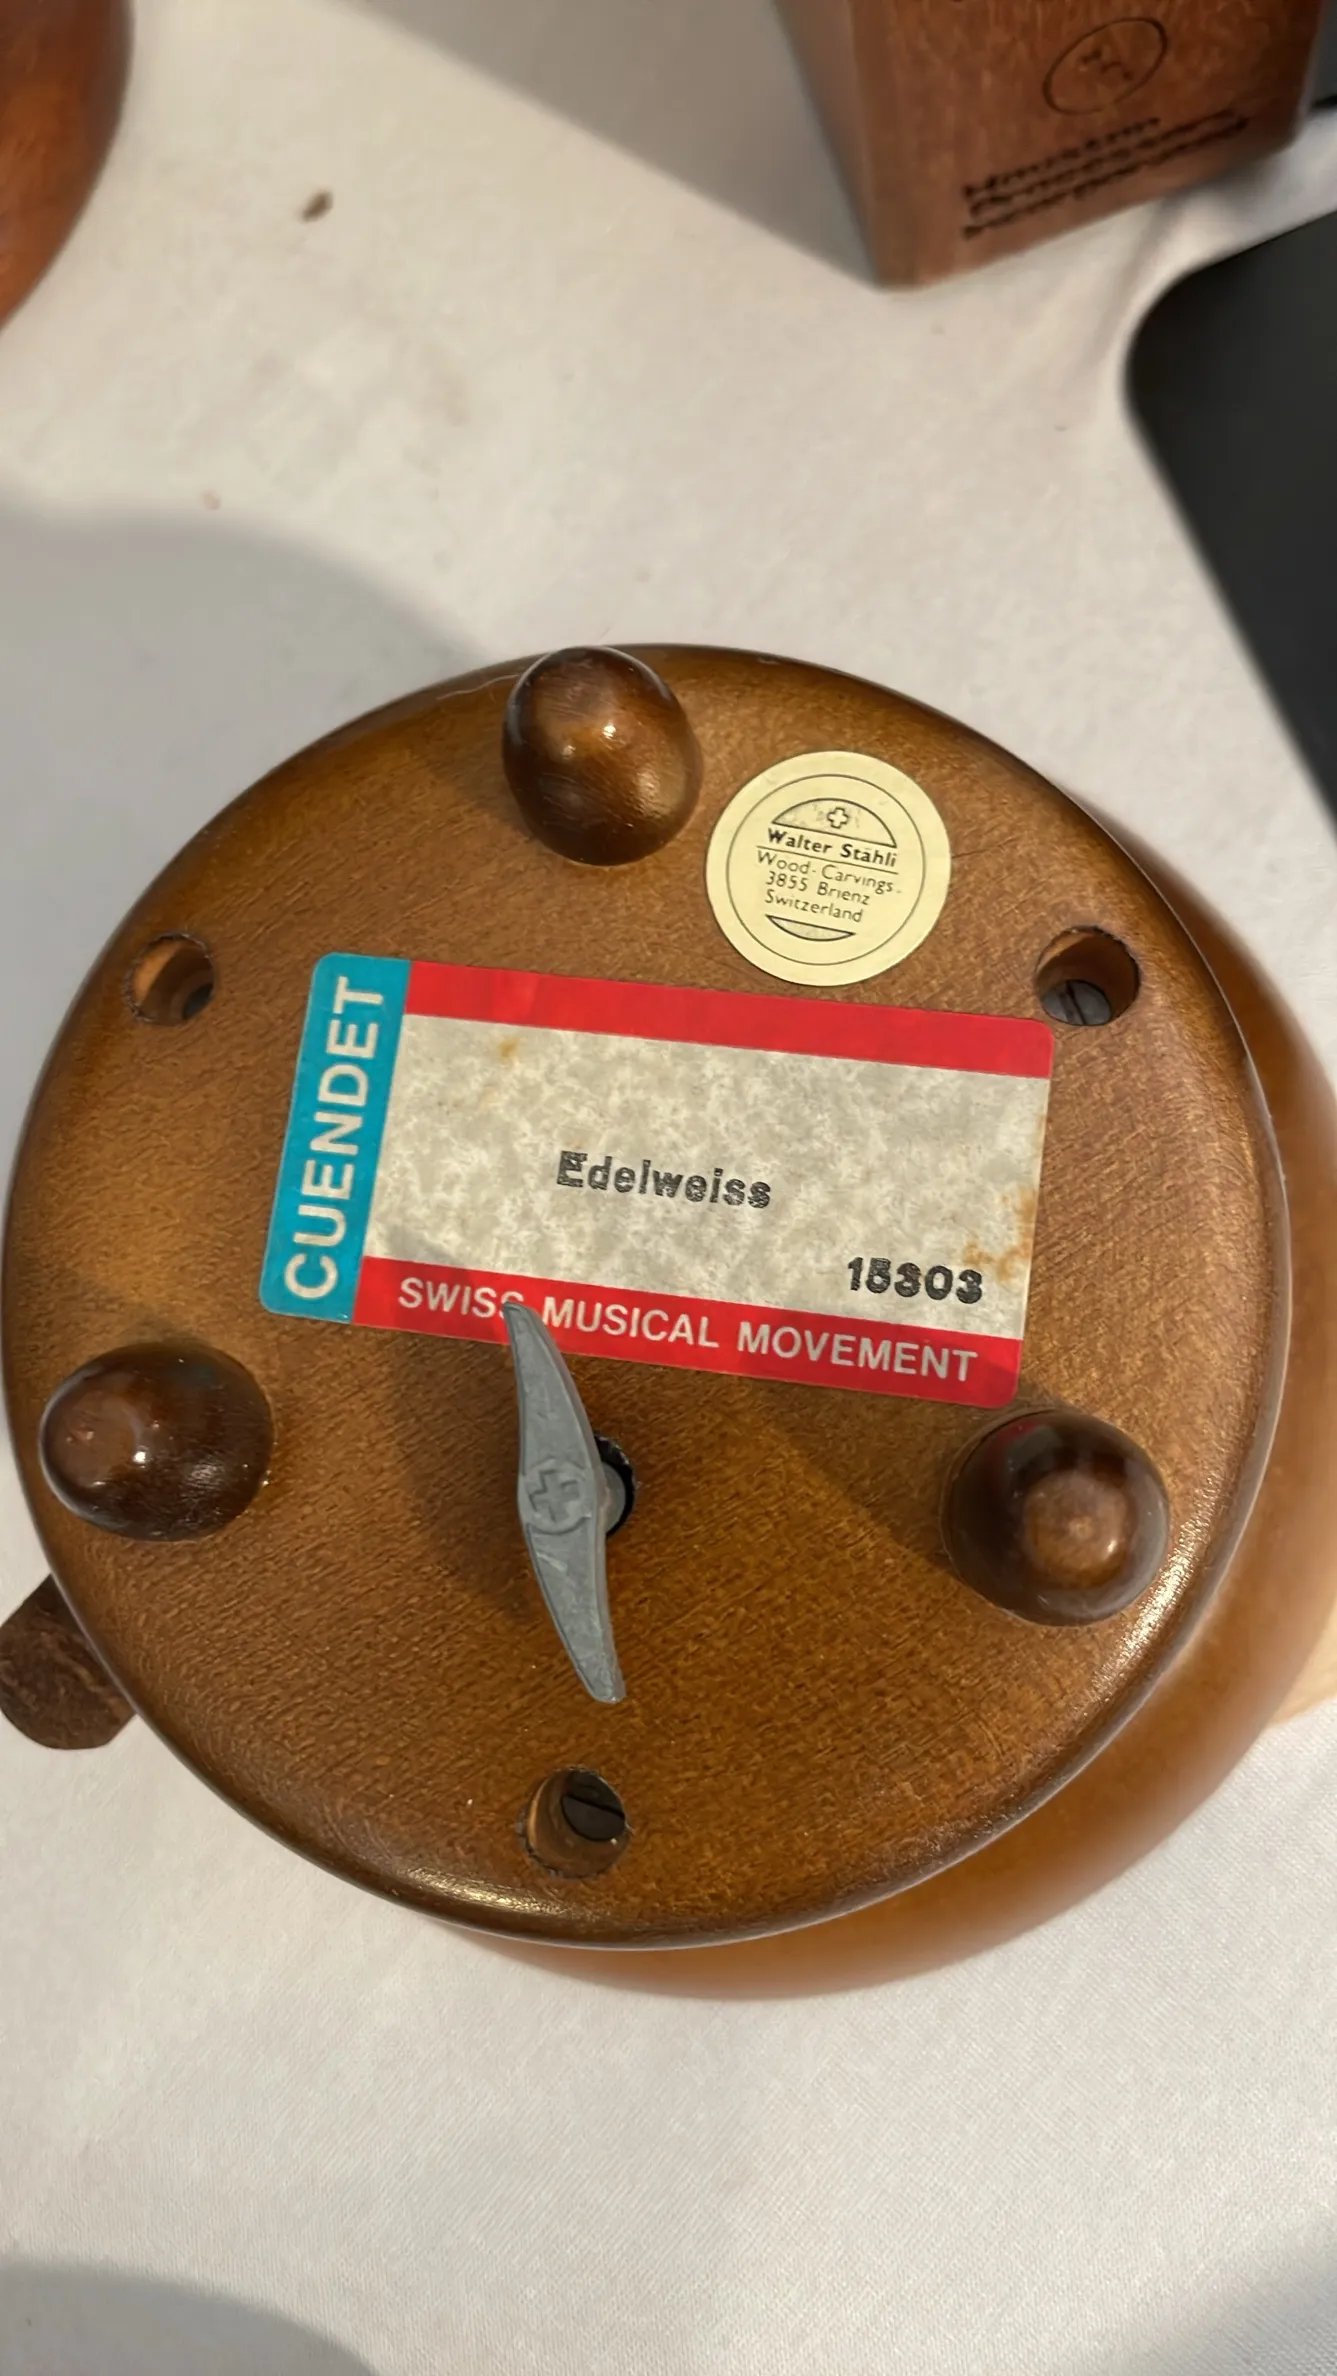 Walter Stähli
Wood-Carvings.
3855 Brienz
Switzerland
CUENDET
Edelweiss
15303
SWISS MUSICAL MOVEMENT